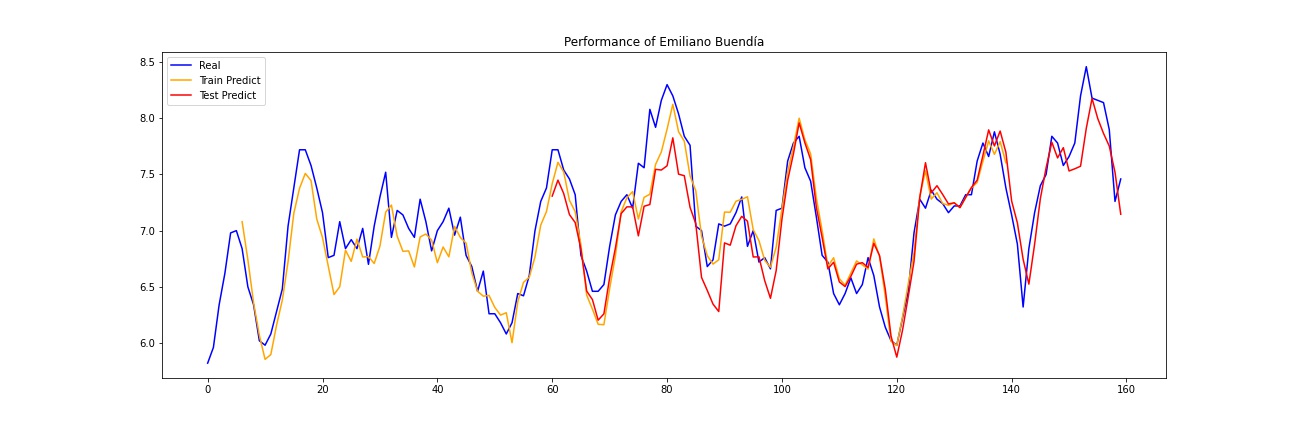 Performance of Emiliano Buendía
Real
Train Predict
Test Predict
8.5
8.0
7.5
7.0
6.5
6.0
0 20 40 60 80 100 120 140 160